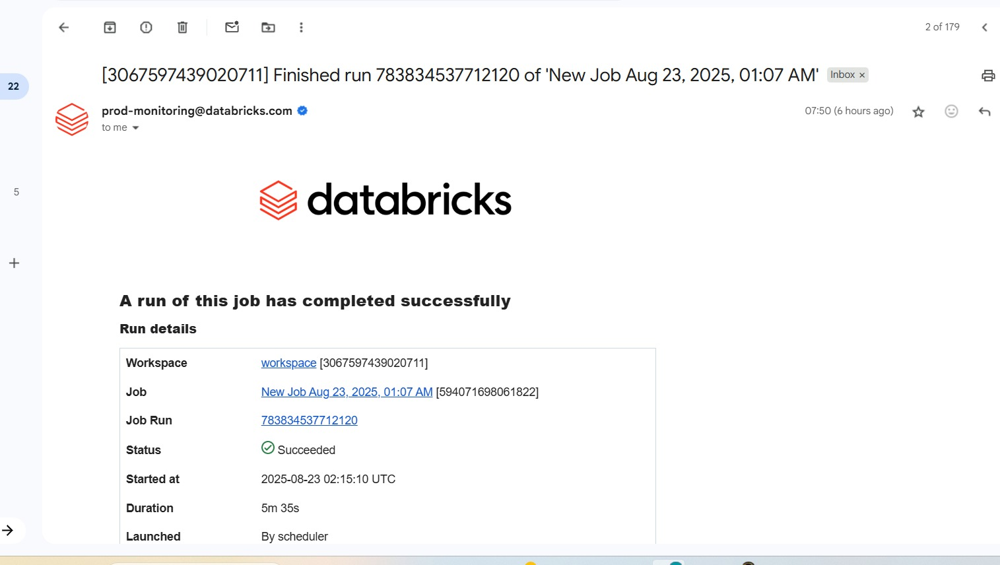 2 of 179
[3067597439020711] Finished run 783834537712120 of 'New Job Aug 23, 2025, 01:07 AM' Inbox ×
22
prod-monitoring@databricks.com
07:50 (6 hours ago)
to me
5
databricks
A run of this job has completed successfully
Run details
Workspace workspace [3067597439020711]
Job New Job Aug 23, 2025, 01:07 AM [594071698061822]
Job Run 783834537712120
Status Succeeded
Started at 2025-08-23 02:15:10 UTC
Duration 5m 35s
Launched By scheduler